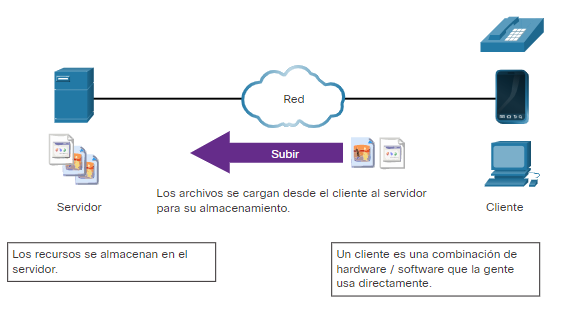 Red
Subir
Los archivos se cargan desde el cliente al servidor
para su almacenamiento.
Servidor
Cliente
Los recursos se almacenan en el
servidor.
Un cliente es una combinación de
hardware / software que la gente
usa directamente.